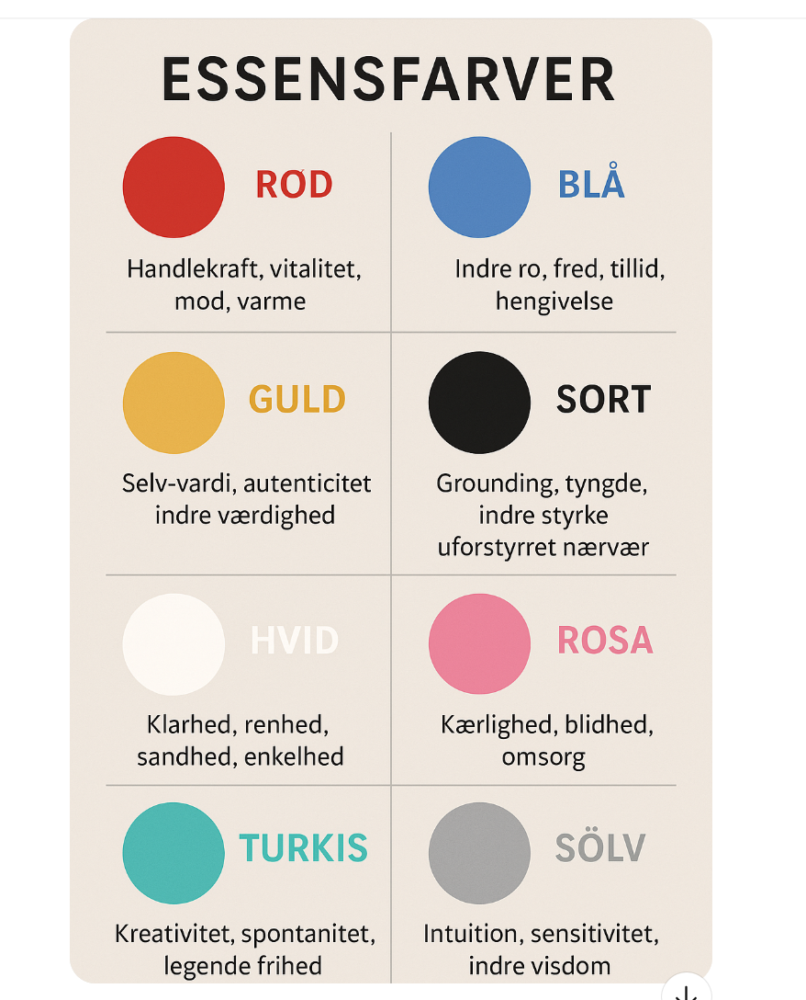 ESSENSFARVER
RØD
Handlekraft, vitalitet,
mod, varme
BLÅ
Indre ro, fred, tillid,
hengivelse
GULD
Selv-vardi, autenticitet
indre værdighed
SORT
Grounding, tyngde,
indre styrke
uforstyrret nærvær
HVID
Klarhed, renhed,
sandhed, enkelhed
ROSA
Kærlighed, blidhed,
omsorg
TURKIS
Kreativitet, spontanitet,
legende frihed
SÖLV
Intuition, sensitivitet,
indre visdom